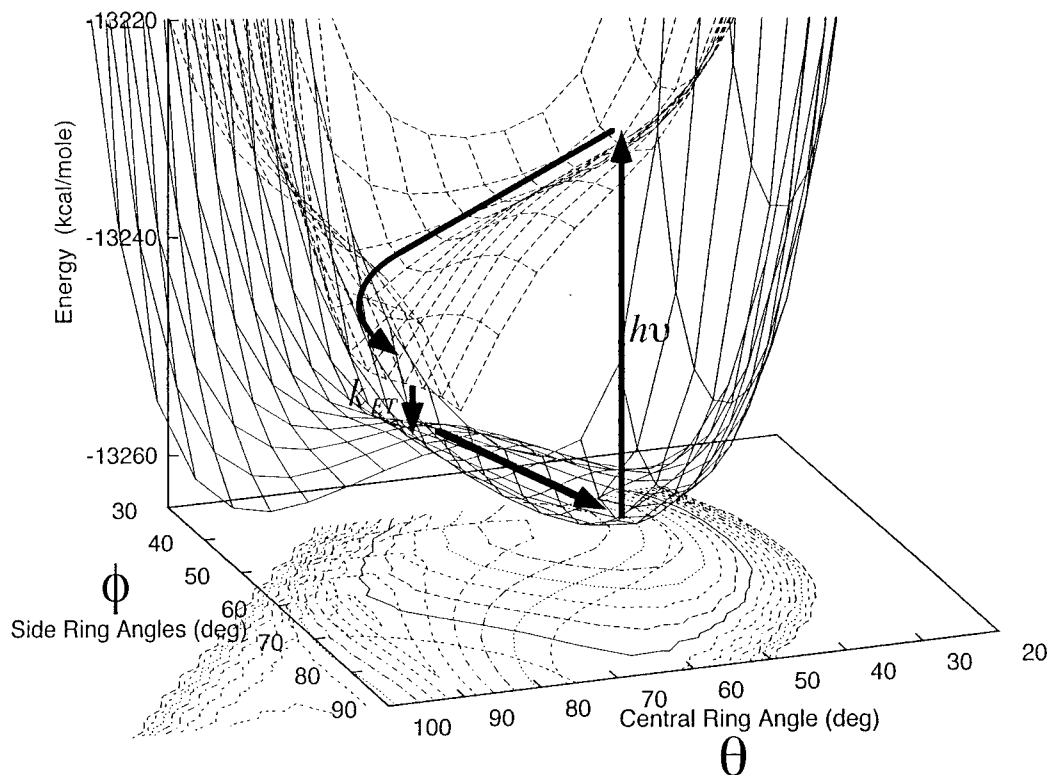 -13220
-13240
-13260
Energy (kcal/mole)
hυ
k ET
30
40
50
60
70
80
90
ϕ
Side Ring Angles (deg)
100
90
80
70
60
50
40
30
20
Central Ring Angle (deg)
θ